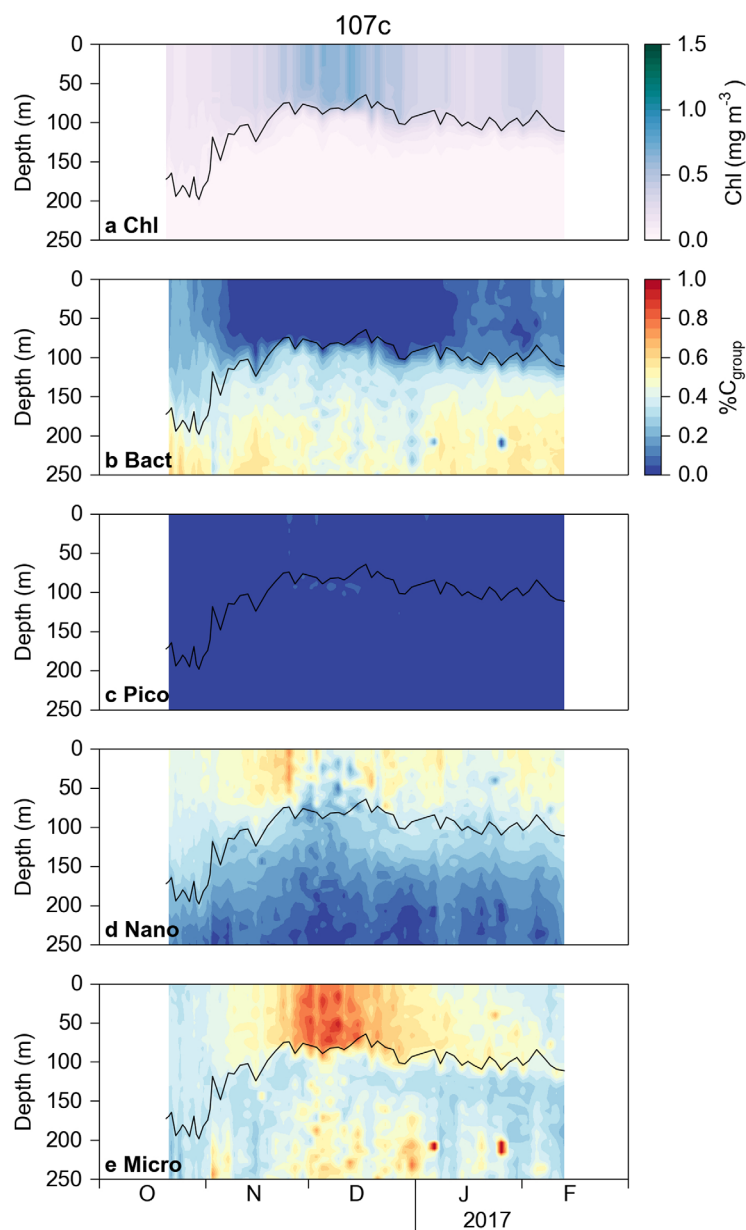 107c
0
50
100
150
200
250
Depth (m)
a Chl
1.5
1.0
0.5
0.0
Chl (mg m⁻³)
0
50
100
150
200
250
Depth (m)
b Bact
1.0
0.8
0.6
0.4
0.2
0.0
%C_group
0
50
100
150
200
250
Depth (m)
c Pico
0
50
100
150
200
250
Depth (m)
d Nano
0
50
100
150
200
250
Depth (m)
e Micro
O N D J F
2017